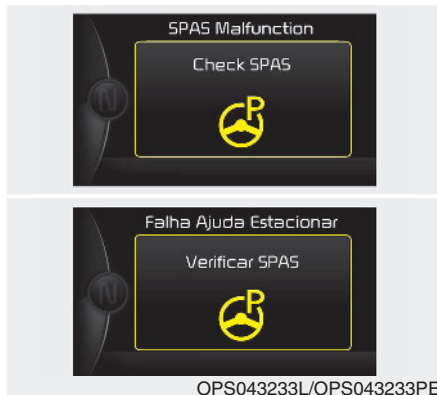 SPAS Malfunction
Check SPAS
N
P
Falha Ajuda Estacionar
Verificar SPAS
N
P
OPS043233L/OPS043233PE